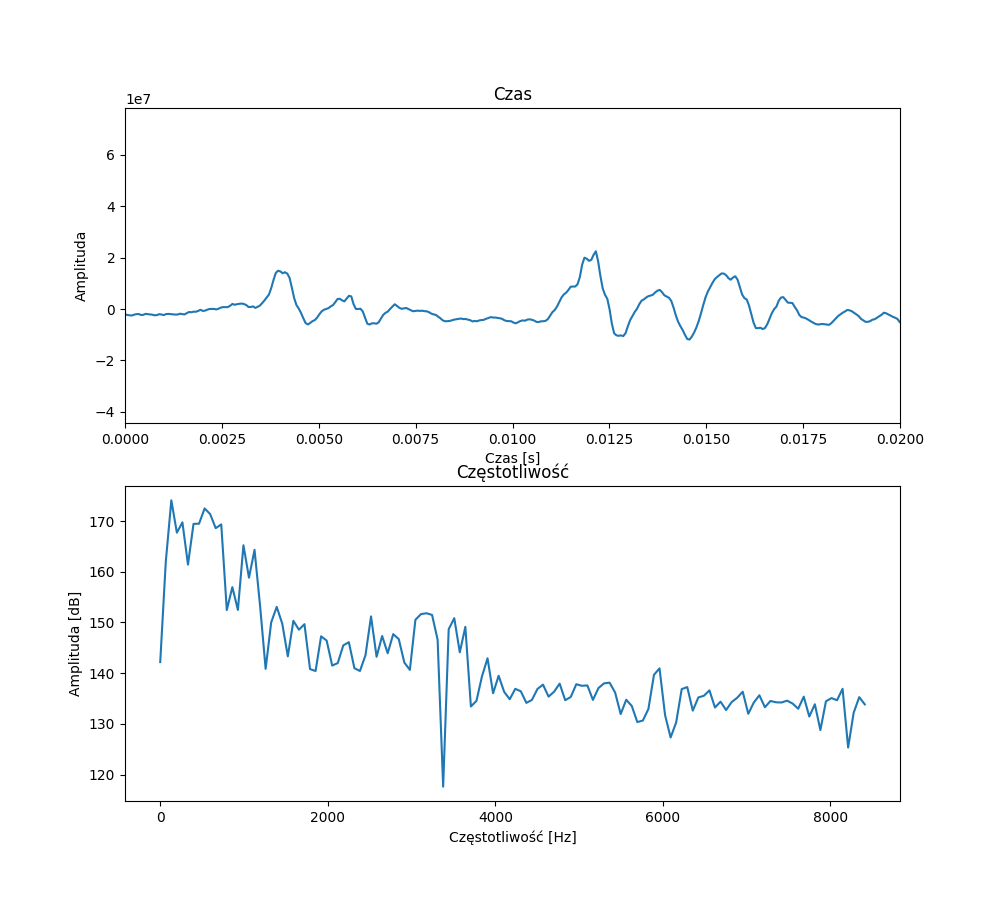 Czas
1e7
6
4
2
0
−2
−4
Amplituda
0.0000 0.0025 0.0050 0.0075 0.0100 0.0125 0.0150 0.0175 0.0200
Czas [s]
Częstotliwość
170
160
150
140
130
120
Amplituda [dB]
0 2000 4000 6000 8000
Częstotliwość [Hz]